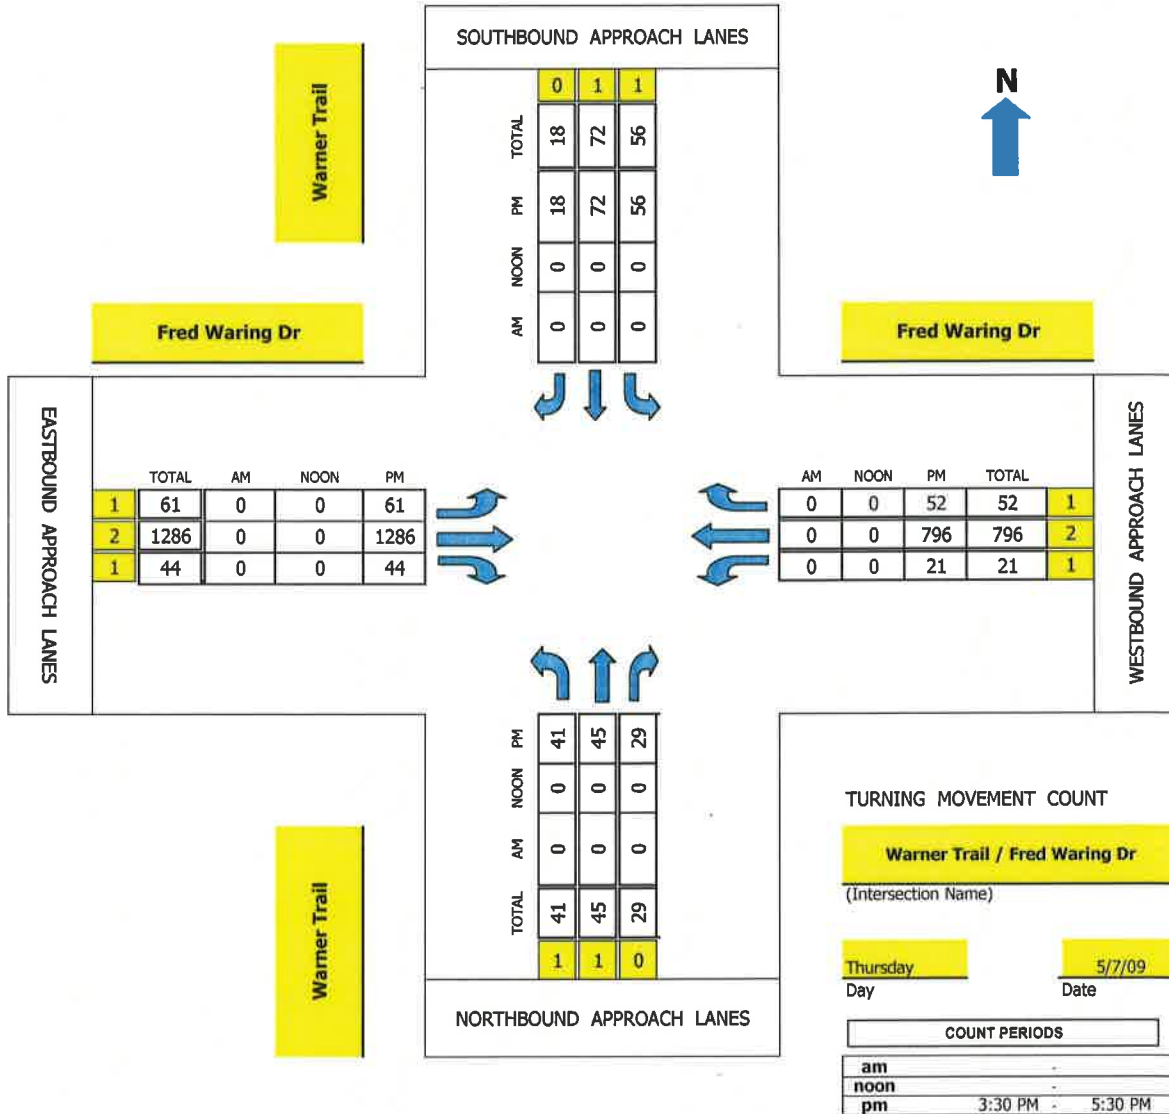 SOUTHBOUND APPROACH LANES
N
Warner Trail
0 1 1
TOTAL 18 72 56
PM 18 72 56
NOON 0 0 0
AM 0 0 0
Fred Waring Dr
Fred Waring Dr
EASTBOUND APPROACH LANES
TOTAL AM NOON PM
1 61 0 0 61
2 1286 0 0 1286
1 44 0 0 44
AM NOON PM TOTAL
0 0 52 52 1
0 0 796 796 2
0 0 21 21 1
WESTBOUND APPROACH LANES
PM 41 45 29
NOON 0 0 0
AM 0 0 0
TOTAL 41 45 29
1 1 0
NORTHBOUND APPROACH LANES
Warner Trail
TURNING MOVEMENT COUNT
Warner Trail / Fred Waring Dr
(Intersection Name)
Thursday 5/7/09
Day Date
COUNT PERIODS
am -
noon -
pm 3:30 PM - 5:30 PM